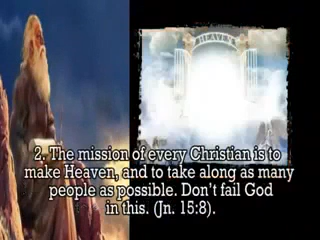 HEAVEN
2. The mission of every Christian is to
make Heaven, and to take along as many
people as possible. Don't fail God
in this. (Jn. 15:8).